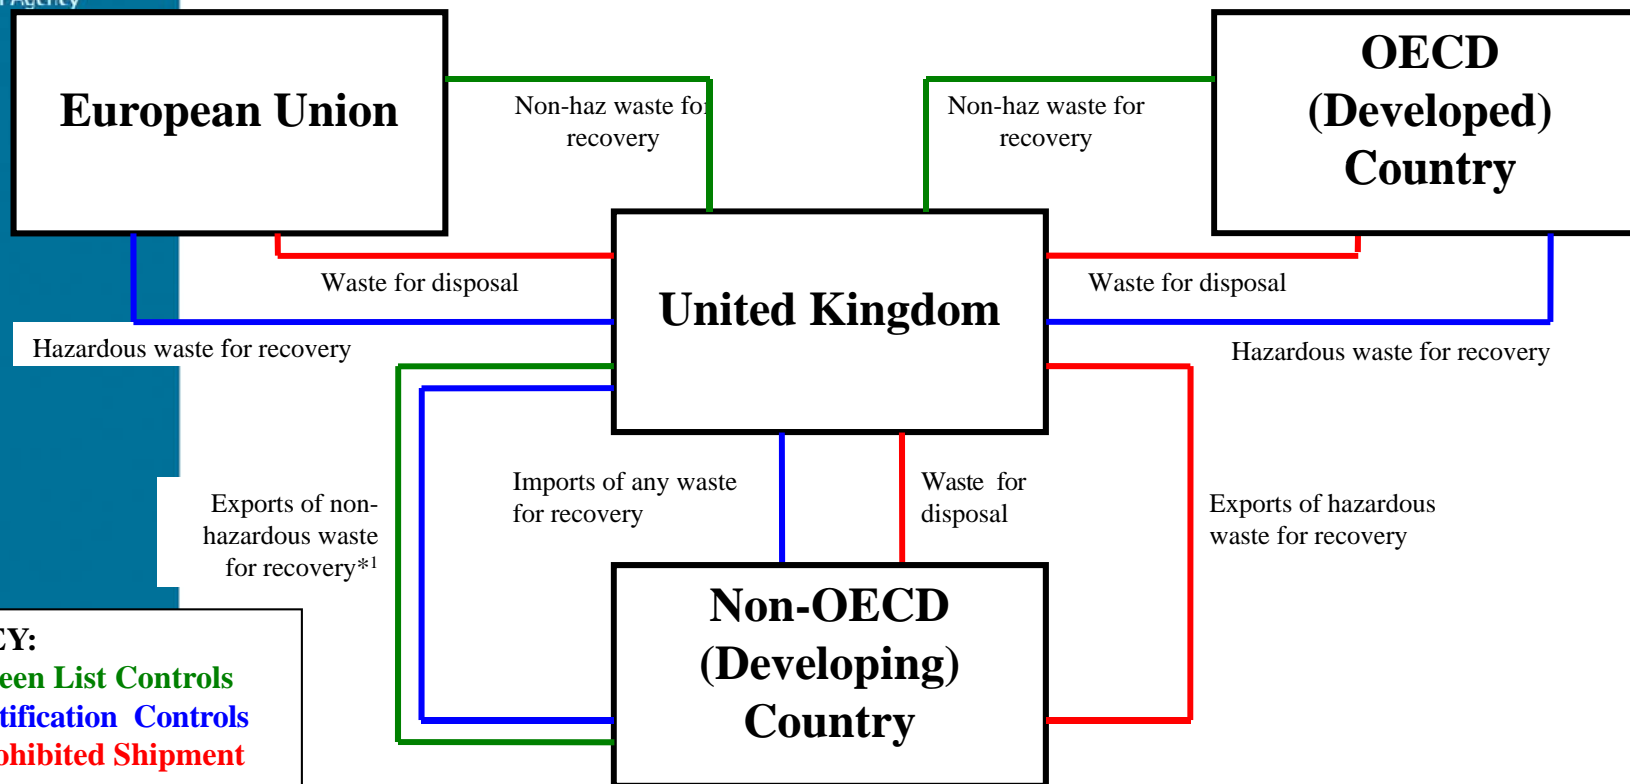 Agency
European Union
OECD
(Developed)
Country
Non-haz waste for
recovery
Non-haz waste for
recovery
Waste for disposal
United Kingdom
Waste for disposal
Hazardous waste for recovery
Hazardous waste for recovery
Exports of non-
hazardous waste
for recovery*1
Imports of any waste
for recovery
Waste for
disposal
Exports of hazardous
waste for recovery
Non-OECD
(Developing)
Country
EY:
een List Controls
tification Controls
ohibited Shipment